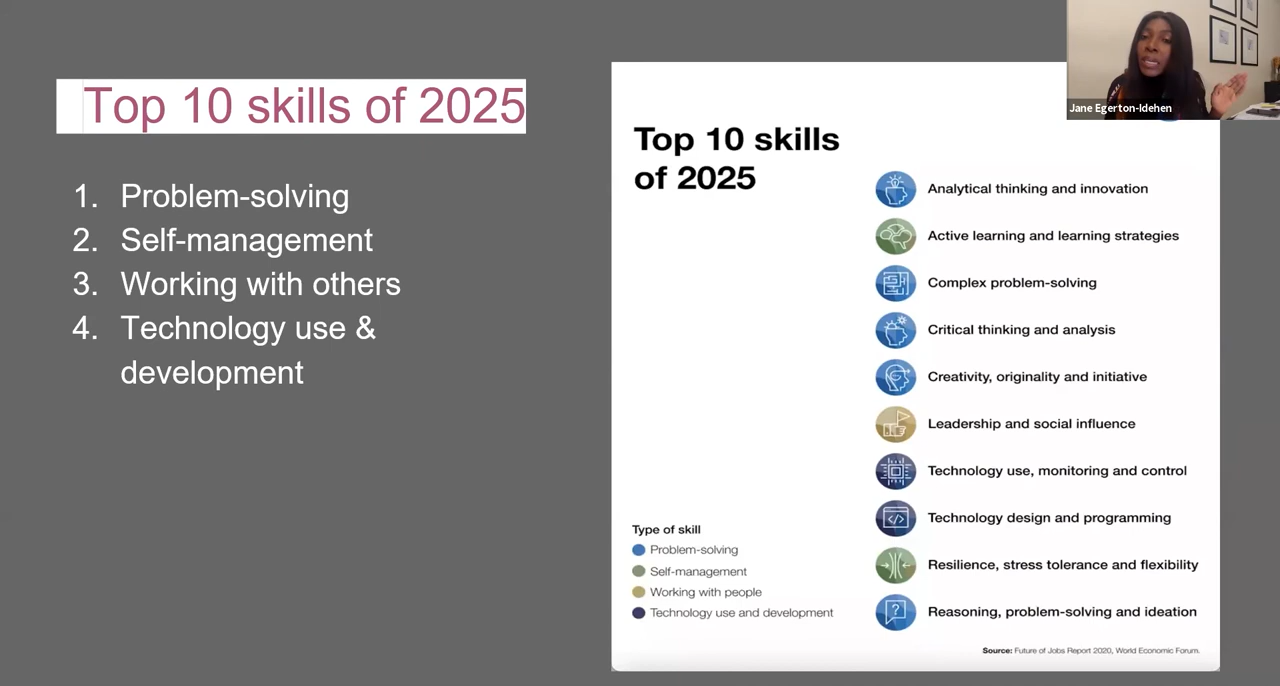 Top 10 skills of 2025
1. Problem-solving
2. Self-management
3. Working with others
4. Technology use &
development
Jane Egerton-Idehen
Top 10 skills
of 2025
Analytical thinking and innovation
Active learning and learning strategies
Complex problem-solving
Critical thinking and analysis
Creativity, originality and initiative
Leadership and social influence
Technology use, monitoring and control
Technology design and programming
Resilience, stress tolerance and flexibility
Reasoning, problem-solving and ideation
Type of skill
Problem-solving
Self-management
Working with people
Technology use and development
Source: Future of Jobs Report 2020, World Economic Forum.